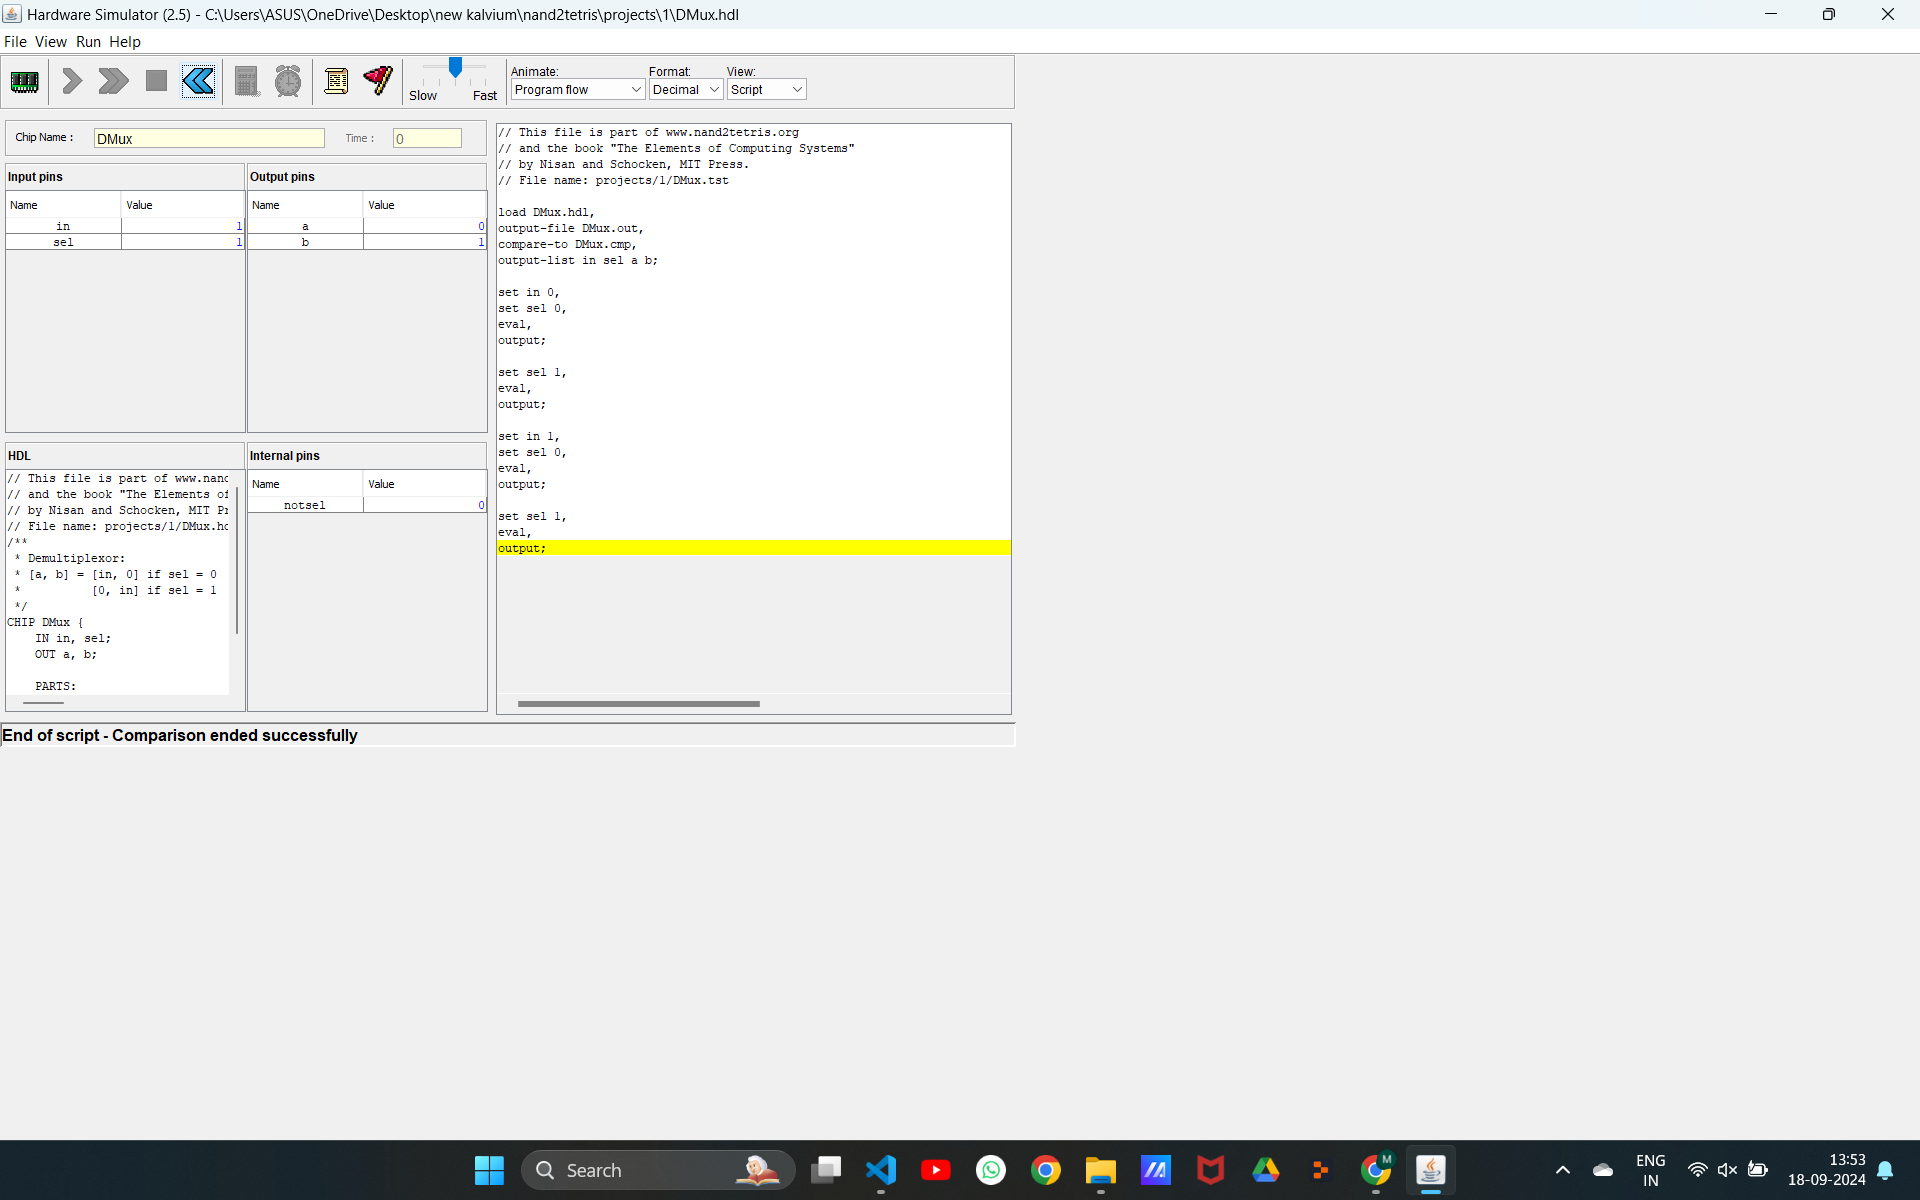 Hardware Simulator (2.5) - C:\Users\ASUS\OneDrive\Desktop\new kalvium\nand2tetris\projects\1\DMux.hdl
File View Run Help
Slow Fast
Animate: Format: View:
Program flow Decimal Script
Chip Name : DMux Time : 0
Input pins
Name Value
in 1
sel 1
Output pins
Name Value
a 0
b 1
HDL
// This file is part of www.nand
// and the book "The Elements of
// by Nisan and Schocken, MIT Pr
// File name: projects/1/DMux.hd
/**
* Demultiplexor:
* [a, b] = [in, 0] if sel = 0
* [0, in] if sel = 1
*/
CHIP DMux {
IN in, sel;
OUT a, b;
PARTS:
Internal pins
Name Value
notsel 0
// This file is part of www.nand2tetris.org
// and the book "The Elements of Computing Systems"
// by Nisan and Schocken, MIT Press.
// File name: projects/1/DMux.tst
load DMux.hdl,
output-file DMux.out,
compare-to DMux.cmp,
output-list in sel a b;
set in 0,
set sel 0,
eval,
output;
set sel 1,
eval,
output;
set in 1,
set sel 0,
eval,
output;
set sel 1,
eval,
output;
End of script - Comparison ended successfully
Search
M
ENG
IN
13:53
18-09-2024